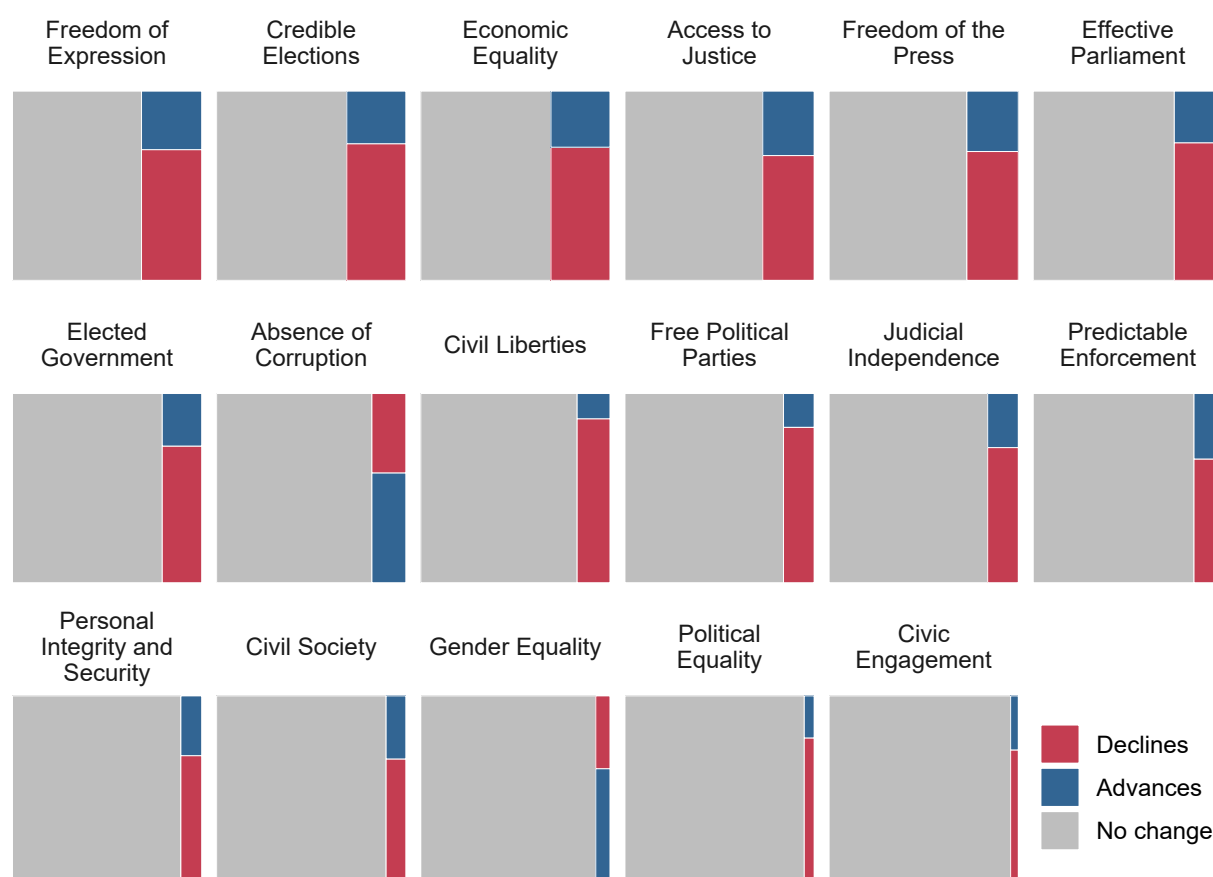 Freedom of
Expression
Credible
Elections
Economic
Equality
Access to
Justice
Freedom of the
Press
Effective
Parliament
Elected
Government
Absence of
Corruption
Civil Liberties
Free Political
Parties
Judicial
Independence
Predictable
Enforcement
Personal
Integrity and
Security
Civil Society
Gender Equality
Political
Equality
Civic
Engagement
Declines
Advances
No change